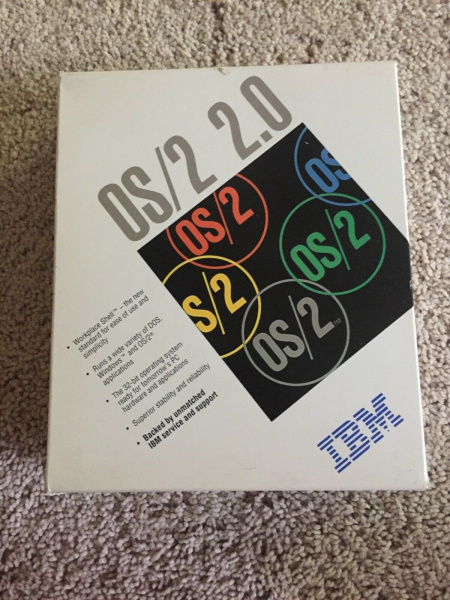 OS/2 2.0
OS/2
OS/2
OS/2
S/2
OS/2™
• Workplace Shell™ – the new
standard for ease of use and
simplicity
• Runs a wide variety of DOS,
Windows™ and OS/2®
applications
• The 32-bit operating system
ready for tomorrow's PC
hardware and applications
• Superior stability and reliability
• Backed by unmatched
IBM service and support
IBM